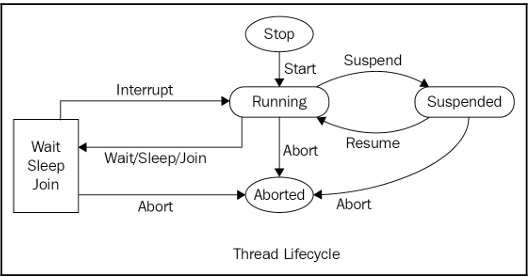 Stop
Start
Suspend
Interrupt
Running
Suspended
Wait
Sleep
Join
Wait/Sleep/Join
Abort
Resume
Abort
Aborted
Abort
Thread Lifecycle